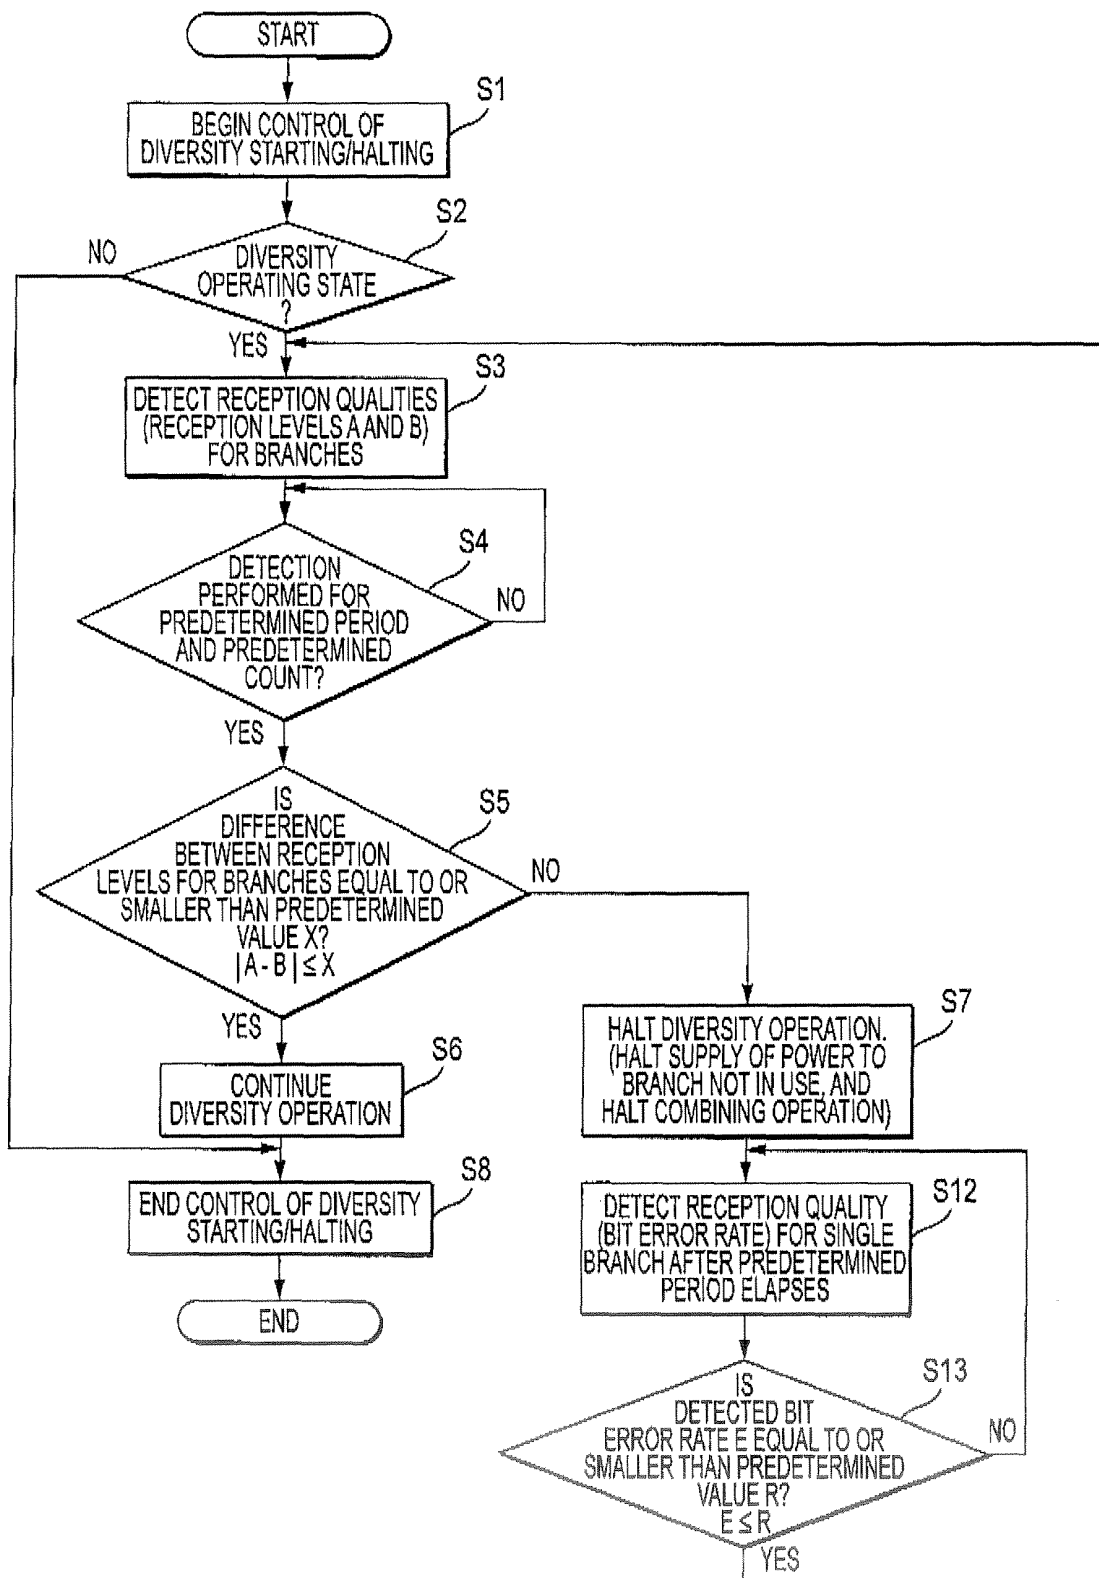 START
S1
BEGIN CONTROL OF
DIVERSITY STARTING/HALTING
S2
NO
DIVERSITY
OPERATING STATE
?
YES
S3
DETECT RECEPTION QUALITIES
(RECEPTION LEVELS A AND B)
FOR BRANCHES
S4
DETECTION
PERFORMED FOR
PREDETERMINED PERIOD
AND PREDETERMINED
COUNT?
NO
YES
S5
IS
DIFFERENCE
BETWEEN RECEPTION
LEVELS FOR BRANCHES EQUAL TO OR
SMALLER THAN PREDETERMINED
VALUE X?
|A - B| ≤ X
NO
YES
S6
CONTINUE
DIVERSITY OPERATION
S7
HALT DIVERSITY OPERATION.
(HALT SUPPLY OF POWER TO
BRANCH NOT IN USE, AND
HALT COMBINING OPERATION)
S8
END CONTROL OF DIVERSITY
STARTING/HALTING
END
S12
DETECT RECEPTION QUALITY
(BIT ERROR RATE) FOR SINGLE
BRANCH AFTER PREDETERMINED
PERIOD ELAPSES
S13
IS
DETECTED BIT
ERROR RATE E EQUAL TO OR
SMALLER THAN PREDETERMINED
VALUE R?
E ≤ R
NO
YES